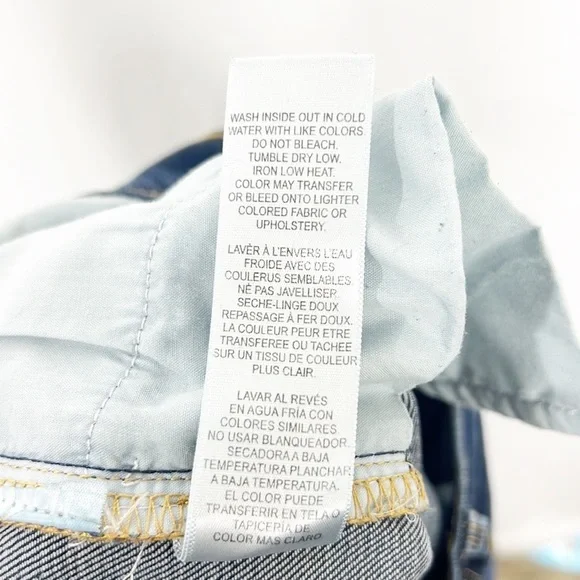 WASH INSIDE OUT IN COLD
WATER WITH LIKE COLORS
DO NOT BLEACH.
TUMBLE DRY LOW.
IRON LOW HEAT.
COLOR MAY TRANSFER
OR BLEED ONTO LIGHTER
COLORED FABRIC OR
UPHOLSTERY.
LAVÈR À L'ENVERS L'EAU
FROIDE AVEC DES
COULERUS SEMBLABLES.
NÉ PAS JAVELLISER.
SECHE-LINGE DOUX.
REPASSAGE À FER DOUX.
LA COULEUR PEUR ETRE
TRANSFEREE OU TACHEE
SUR UN TISSU DE COULEUR
PLUS CLAIR.
LAVAR AL REVÉS
EN AGUA FRÍA CON
COLORES SIMILARES.
NO USAR BLANQUEADOR.
SECADORA A BAJA
TEMPERATURA PLANCHAR
A BAJA TEMPERATURA.
EL COLOR PUEDE
TRANSFERIR EN TELA O
TAPICERÍA DE
COLOR MAS CLARO.